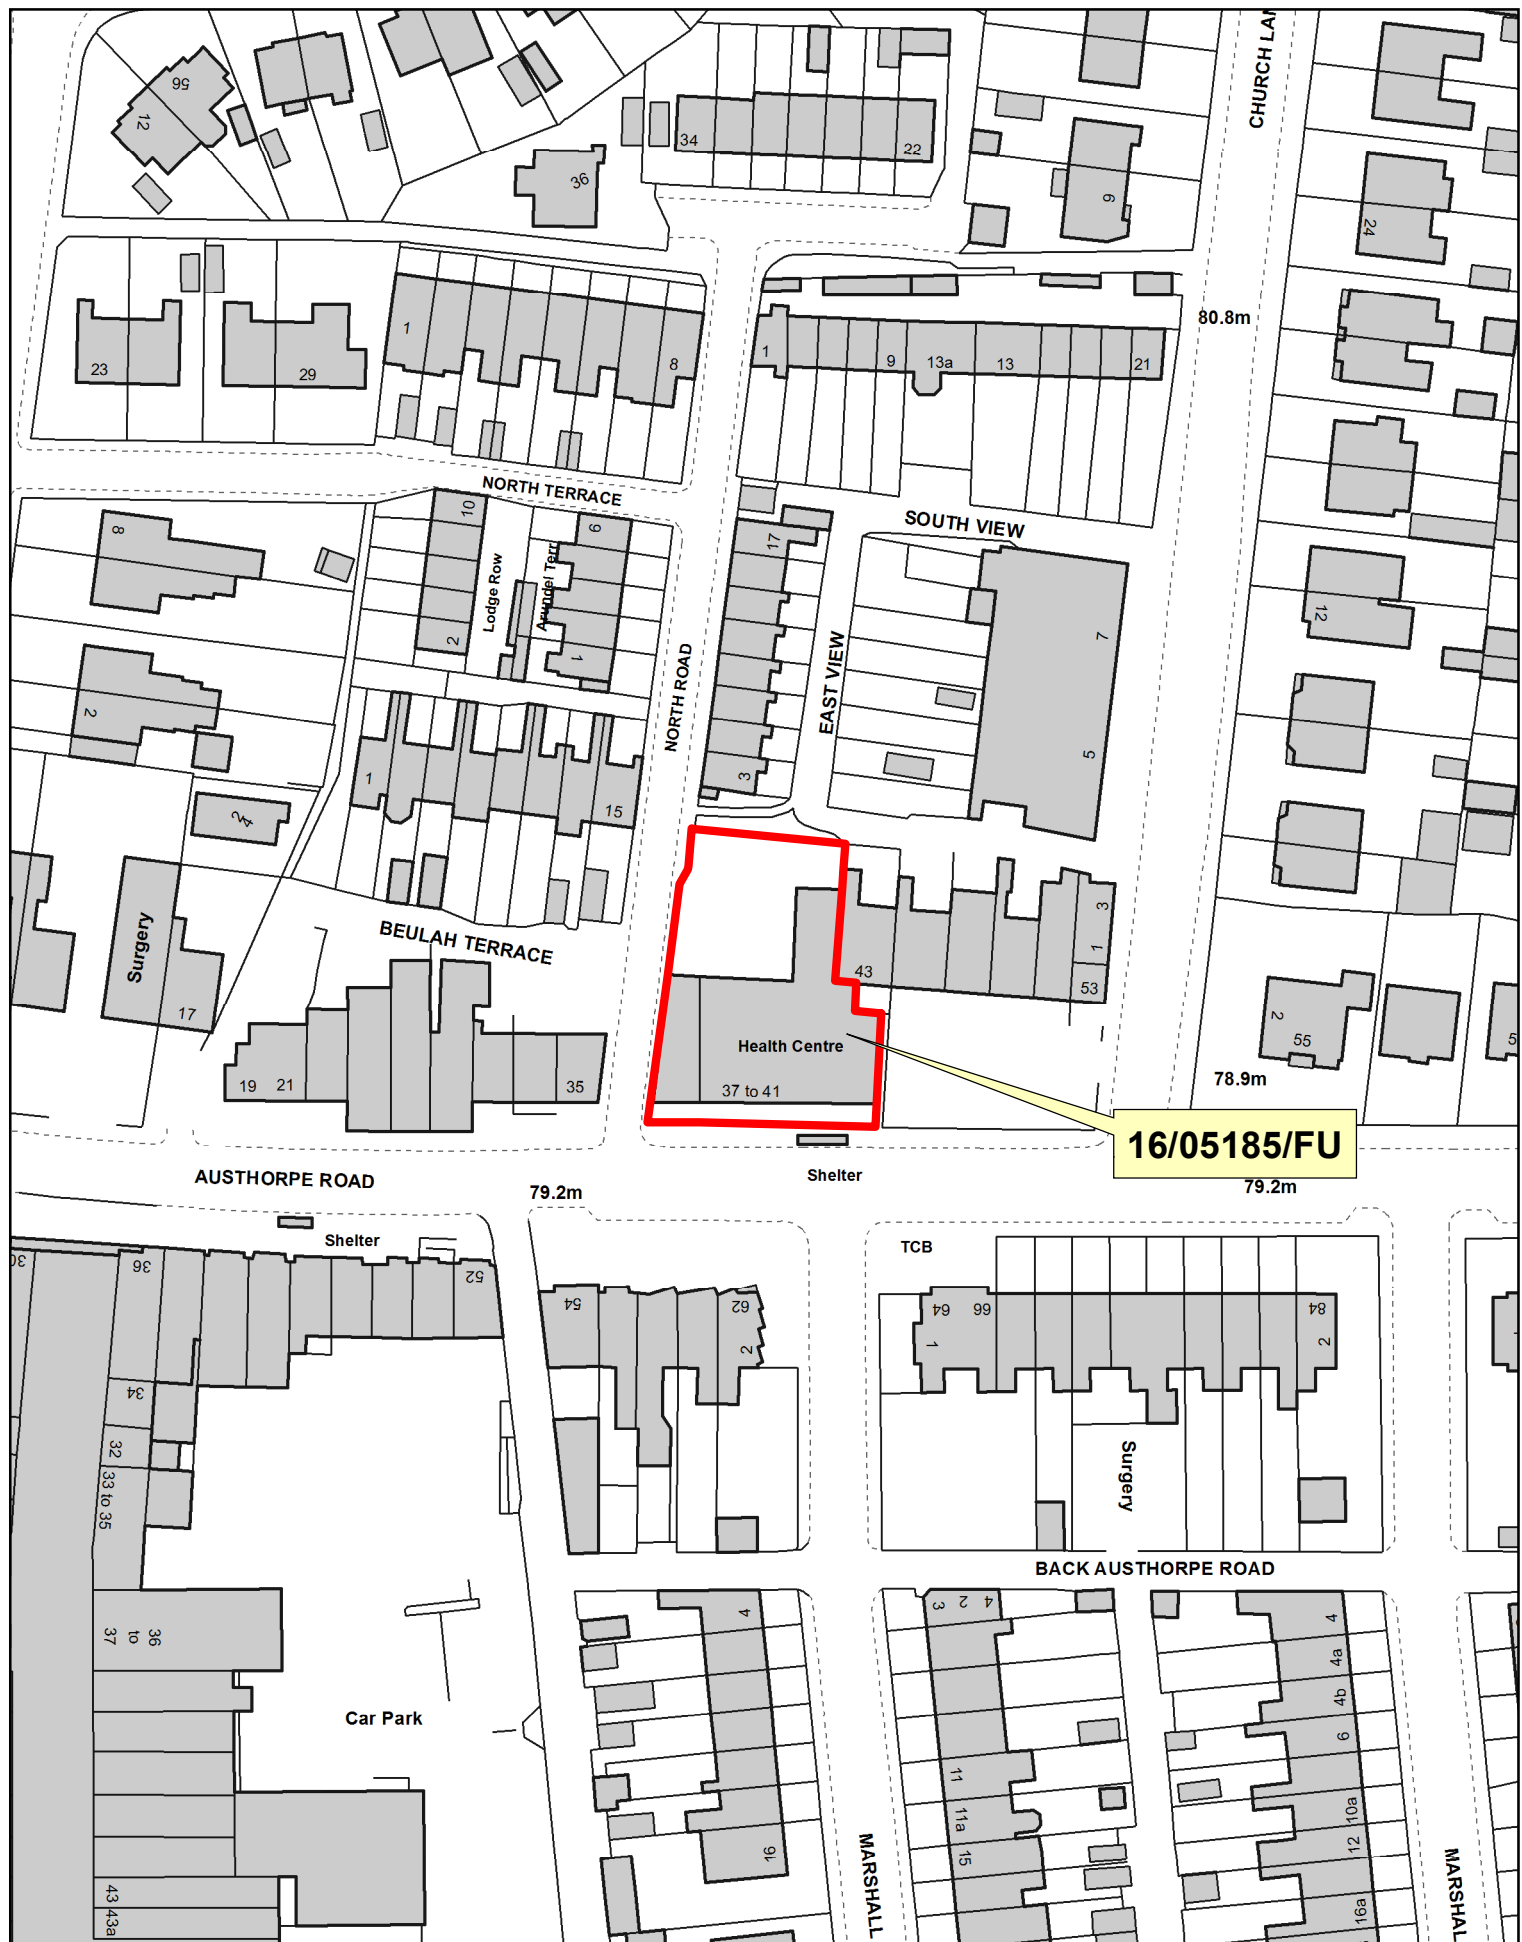 CHURCH LAN
56
12
36
34
22
9
24
80.8m
23
29
1
8
1
9
13a
13
21
NORTH TERRACE
SOUTH VIEW
8
10
9
17
Lodge Row
Arundel Terr
2
1
12
7
NORTH ROAD
EAST VIEW
2
1
15
3
5
2
4
Surgery
17
BEULAH TERRACE
43
3
1
53
Health Centre
37 to 41
19
21
35
2
55
5
78.9m
16/05185/FU
AUSTHORPE ROAD
79.2m
Shelter
79.2m
Shelter
TCB
30
36
52
54
62
2
64
66
1
84
2
34
32
33 to 35
Surgery
BACK AUSTHORPE ROAD
36
to
37
Car Park
4
3
2
4
4
4a
4b
6
11
11a
15
10a
12
16
16a
43
43a
MARSHALL
MARSHAL